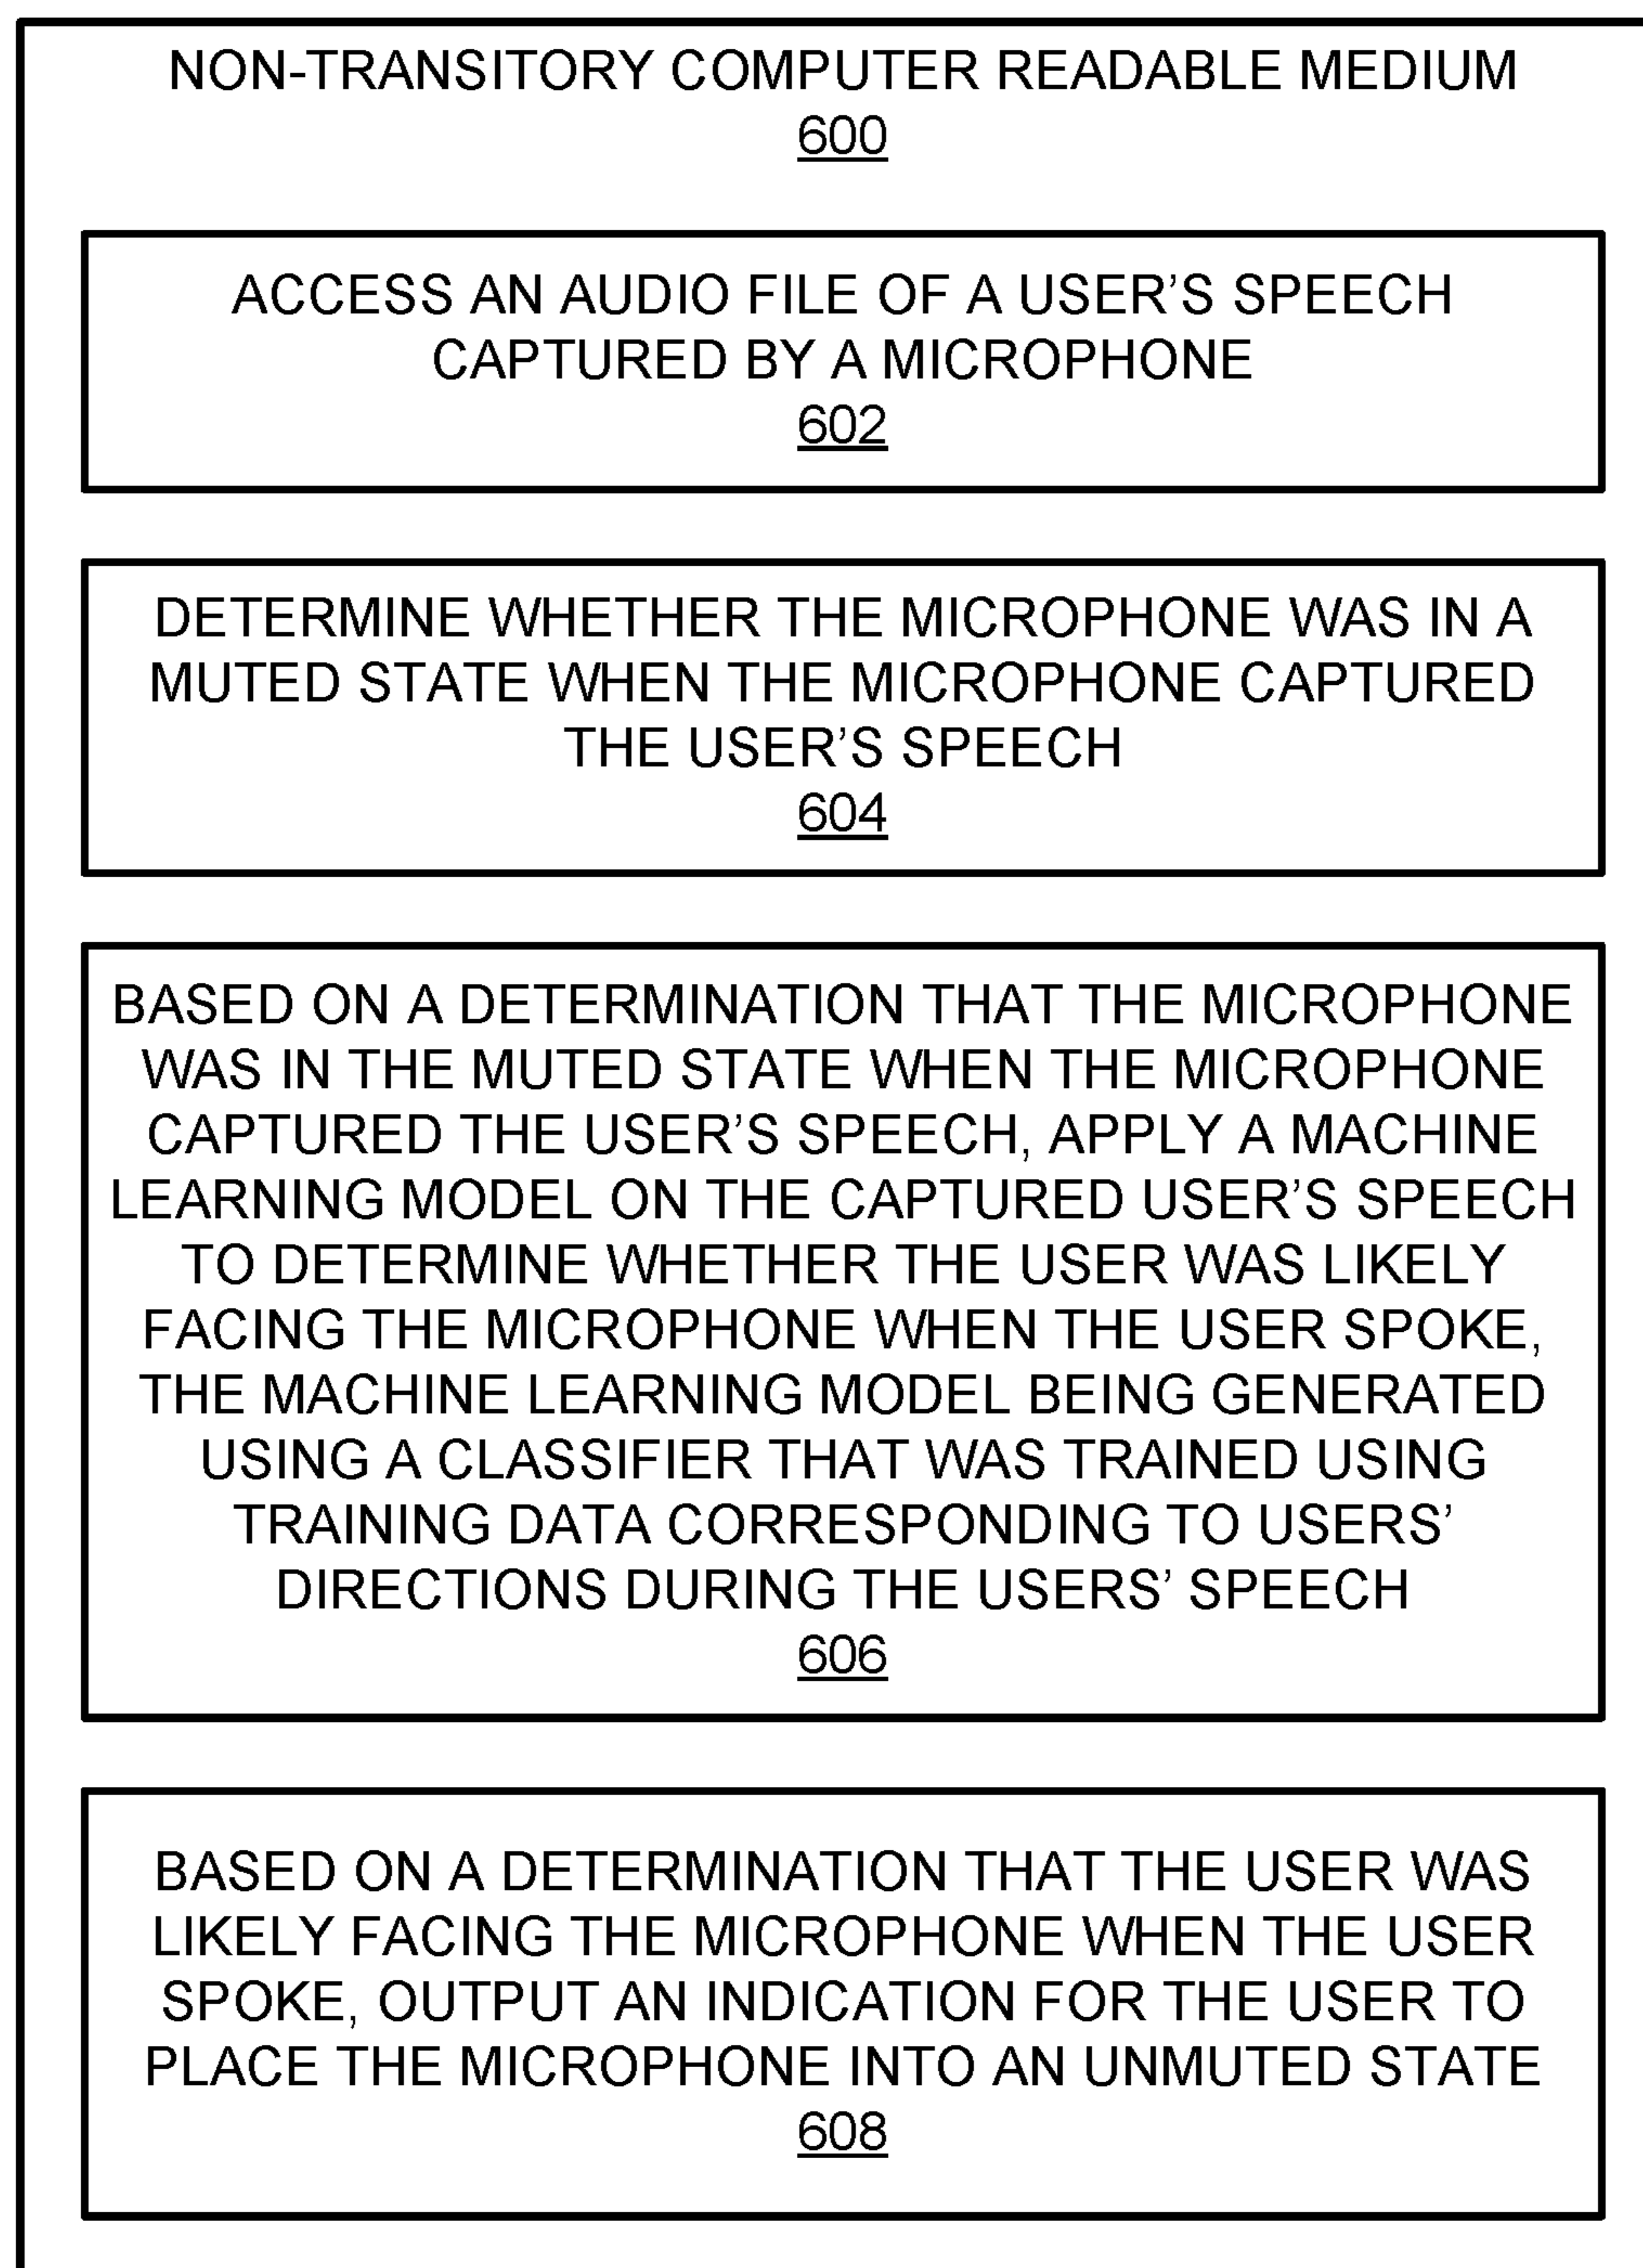 NON-TRANSITORY COMPUTER READABLE MEDIUM
600
ACCESS AN AUDIO FILE OF A USER’S SPEECH
CAPTURED BY A MICROPHONE
602
DETERMINE WHETHER THE MICROPHONE WAS IN A
MUTED STATE WHEN THE MICROPHONE CAPTURED
THE USER’S SPEECH
604
BASED ON A DETERMINATION THAT THE MICROPHONE
WAS IN THE MUTED STATE WHEN THE MICROPHONE
CAPTURED THE USER’S SPEECH, APPLY A MACHINE
LEARNING MODEL ON THE CAPTURED USER’S SPEECH
TO DETERMINE WHETHER THE USER WAS LIKELY
FACING THE MICROPHONE WHEN THE USER SPOKE,
THE MACHINE LEARNING MODEL BEING GENERATED
USING A CLASSIFIER THAT WAS TRAINED USING
TRAINING DATA CORRESPONDING TO USERS’
DIRECTIONS DURING THE USERS’ SPEECH
606
BASED ON A DETERMINATION THAT THE USER WAS
LIKELY FACING THE MICROPHONE WHEN THE USER
SPOKE, OUTPUT AN INDICATION FOR THE USER TO
PLACE THE MICROPHONE INTO AN UNMUTED STATE
608